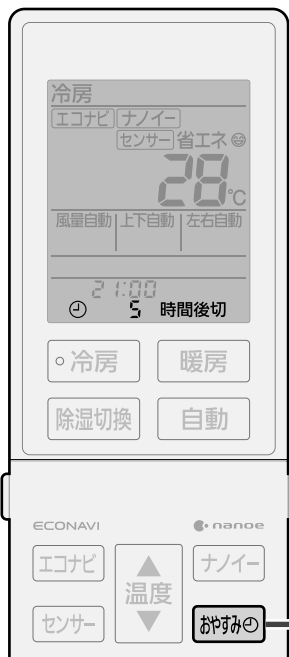 冷房
エコナビ ナノイー
センサー 省エネ
28℃
風量自動 上下自動 左右自動
21:00
5 時間後切
冷房 暖房
除湿切換 自動
ECONAVI nanoe
エコナビ ナノイー
温度
センサー おやすみ